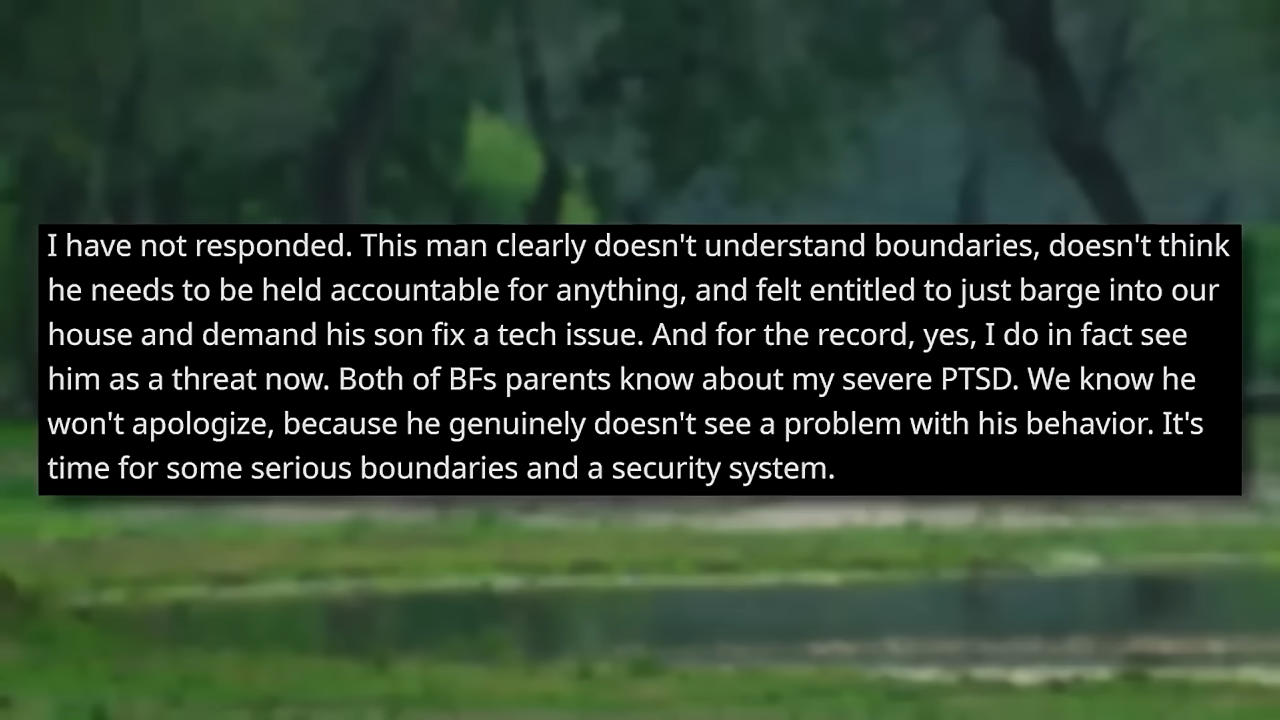 I have not responded. This man clearly doesn't understand boundaries, doesn't think
he needs to be held accountable for anything, and felt entitled to just barge into our
house and demand his son fix a tech issue. And for the record, yes, I do in fact see
him as a threat now. Both of BFs parents know about my severe PTSD. We know he
won't apologize, because he genuinely doesn't see a problem with his behavior. It's
time for some serious boundaries and a security system.